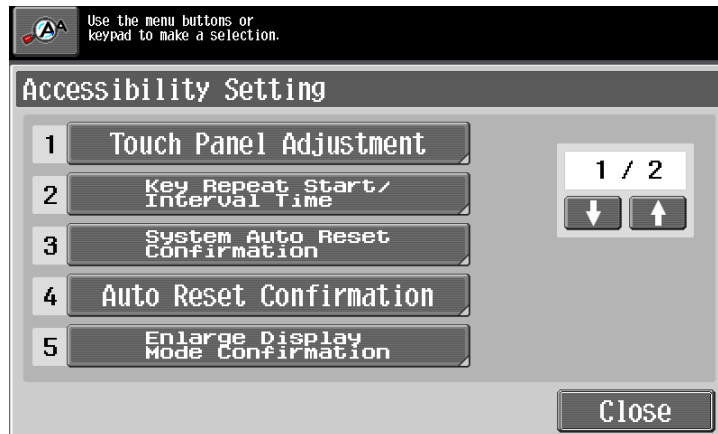 AA
Use the menu buttons or
keypad to make a selection.
Accessibility Setting
1 Touch Panel Adjustment
1 / 2
2 Key Repeat Start/
Interval Time
3 System Auto Reset
Confirmation
4 Auto Reset Confirmation
5 Enlarge Display
Mode Confirmation
Close